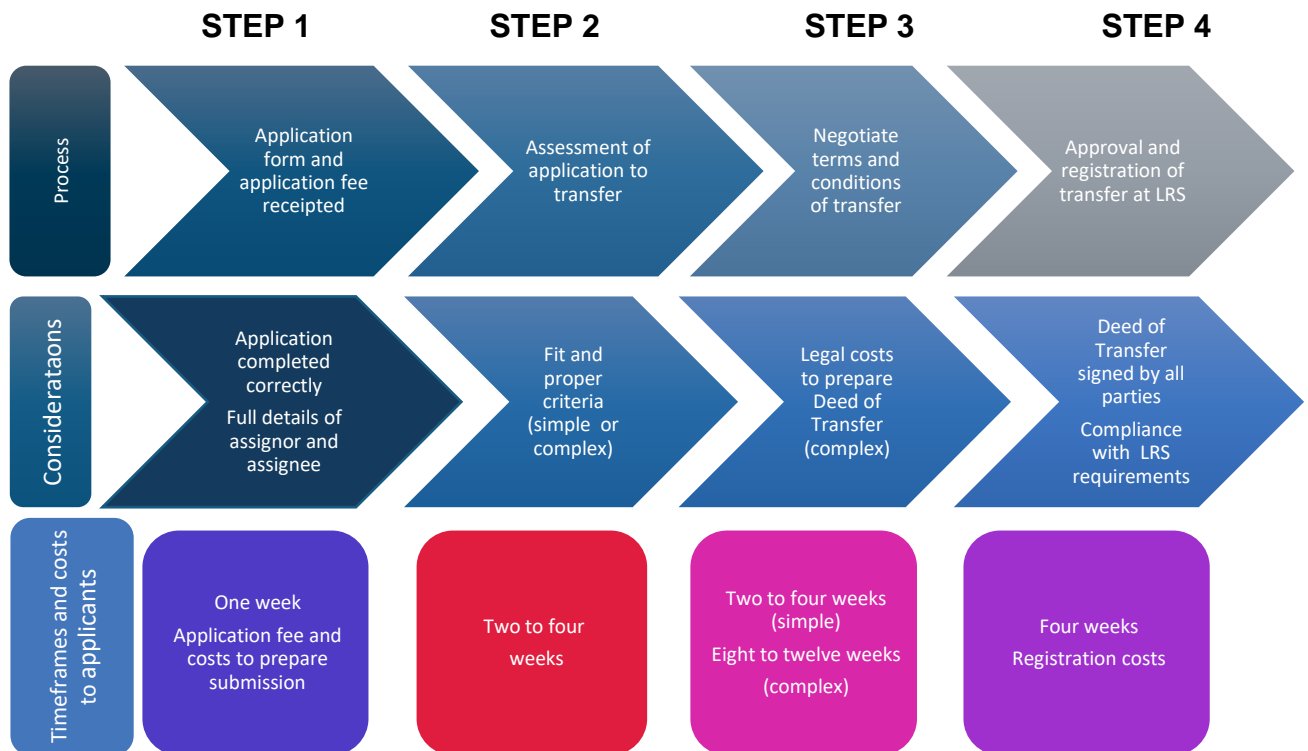 STEP 1
STEP 2
STEP 3
STEP 4
Process
Application
form and
application fee
receipted
Assessment of
application to
transfer
Negotiate
terms and
conditions
of transfer
Approval and
registration of
transfer at LRS
Considerataons
Application
completed
correctly
Full details of
assignor and
assignee
Fit and
proper
criteria
(simple or
complex)
Legal costs
to prepare
Deed of
Transfer
(complex)
Deed of
Transfer
signed by all
parties
Compliance
with LRS
requirements
Timeframes and costs
to applicants
One week
Application fee and
costs to prepare
submission
Two to four
weeks
Two to four weeks
(simple)
Eight to twelve weeks
(complex)
Four weeks
Registration costs